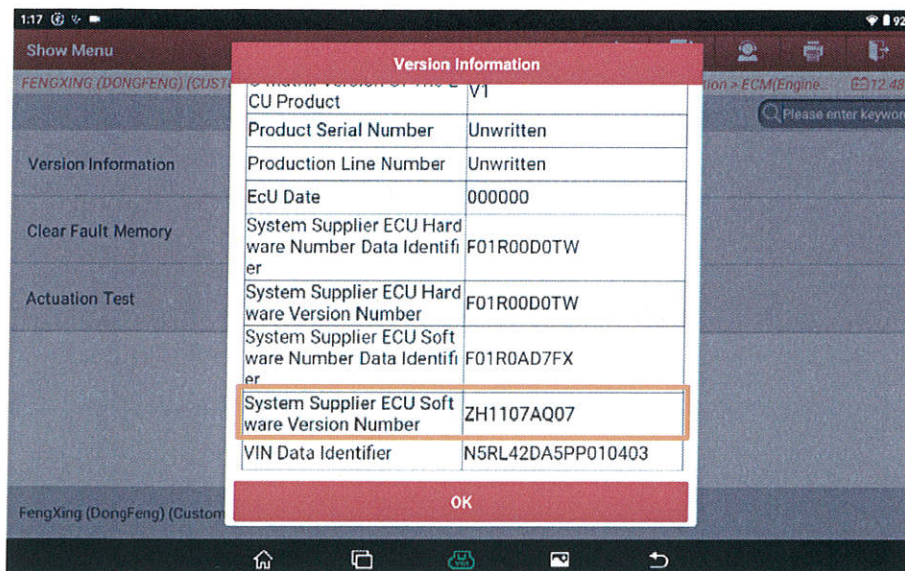 1:17
92
Show Menu
Version Information
FENGXING (DONGFENG) (CUST
tion > ECM(Engine...
12.48
CU Product
V1
Please enter keyword
Product Serial Number
Unwritten
Version Information
Production Line Number
Unwritten
EcU Date
000000
Clear Fault Memory
System Supplier ECU Hard
ware Number Data Identifi
er
F01R00D0TW
Actuation Test
System Supplier ECU Hard
ware Version Number
F01R00D0TW
System Supplier ECU Soft
ware Number Data Identifi
er
F01R0AD7FX
System Supplier ECU Soft
ware Version Number
ZH1107AQ07
VIN Data Identifier
N5RL42DA5PP010403
OK
FengXing (DongFeng) (Custom